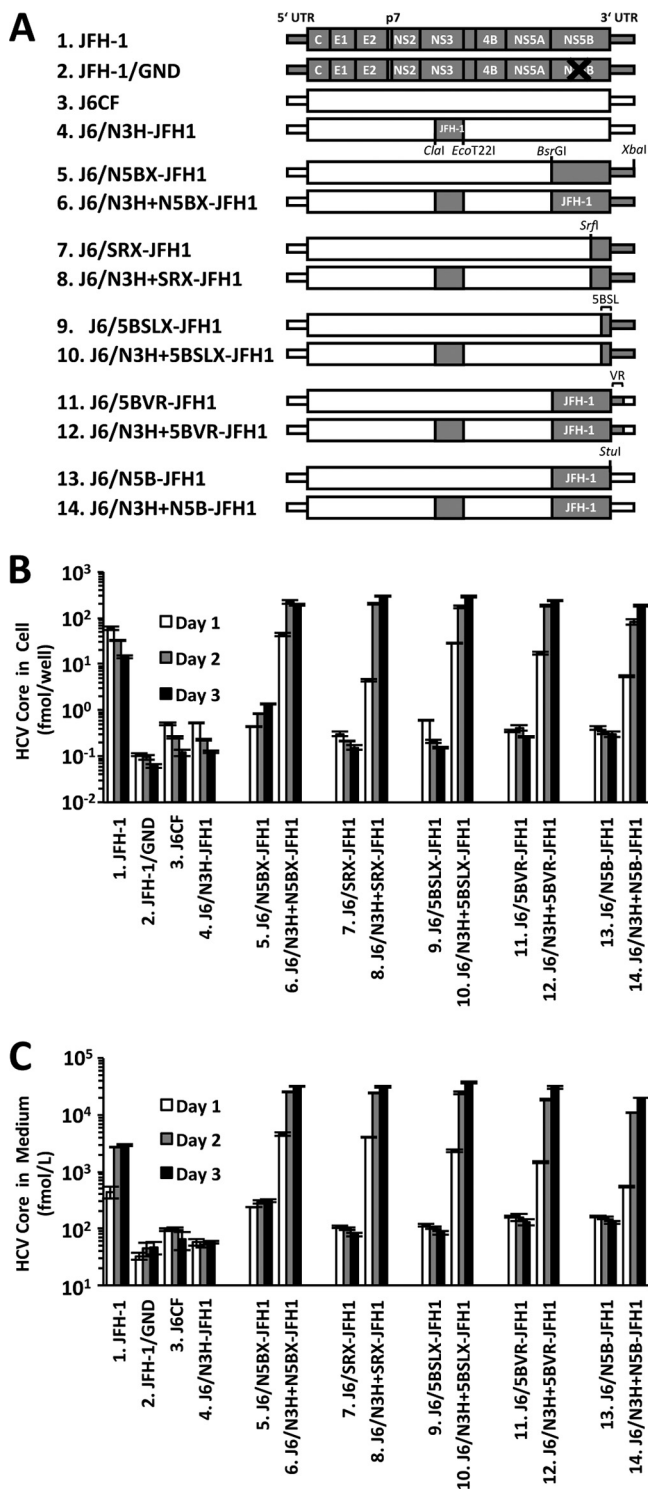 A
5' UTR p7 3' UTR
1. JFH-1 C E1 E2 NS2 NS3 4B NS5A NS5B
2. JFH-1/GND C E1 E2 NS2 NS3 4B NS5A
3. J6CF
4. J6/N3H-JFH1 JFH-1
ClaI EcoT22I BsrGI XbaI
5. J6/N5BX-JFH1
6. J6/N3H+N5BX-JFH1 JFH-1
SrfI
7. J6/SRX-JFH1
8. J6/N3H+SRX-JFH1
5BSL
9. J6/5BSLX-JFH1
10. J6/N3H+5BSLX-JFH1
VR
11. J6/5BVR-JFH1 JFH-1
12. J6/N3H+5BVR-JFH1 JFH-1
StuI
13. J6/N5B-JFH1 JFH-1
14. J6/N3H+N5B-JFH1 JFH-1
B
HCV Core in Cell
(fmol/well)
10³
10²
10¹
10⁰
10⁻¹
10⁻²
Day 1
Day 2
Day 3
1. JFH-1
2. JFH-1/GND
3. J6CF
4. J6/N3H-JFH1
5. J6/N5BX-JFH1
6. J6/N3H+N5BX-JFH1
7. J6/SRX-JFH1
8. J6/N3H+SRX-JFH1
9. J6/5BSLX-JFH1
10. J6/N3H+5BSLX-JFH1
11. J6/5BVR-JFH1
12. J6/N3H+5BVR-JFH1
13. J6/N5B-JFH1
14. J6/N3H+N5B-JFH1
C
HCV Core in Medium
(fmol/L)
10⁵
10⁴
10³
10²
10¹
Day 1
Day 2
Day 3
1. JFH-1
2. JFH-1/GND
3. J6CF
4. J6/N3H-JFH1
5. J6/N5BX-JFH1
6. J6/N3H+N5BX-JFH1
7. J6/SRX-JFH1
8. J6/N3H+SRX-JFH1
9. J6/5BSLX-JFH1
10. J6/N3H+5BSLX-JFH1
11. J6/5BVR-JFH1
12. J6/N3H+5BVR-JFH1
13. J6/N5B-JFH1
14. J6/N3H+N5B-JFH1